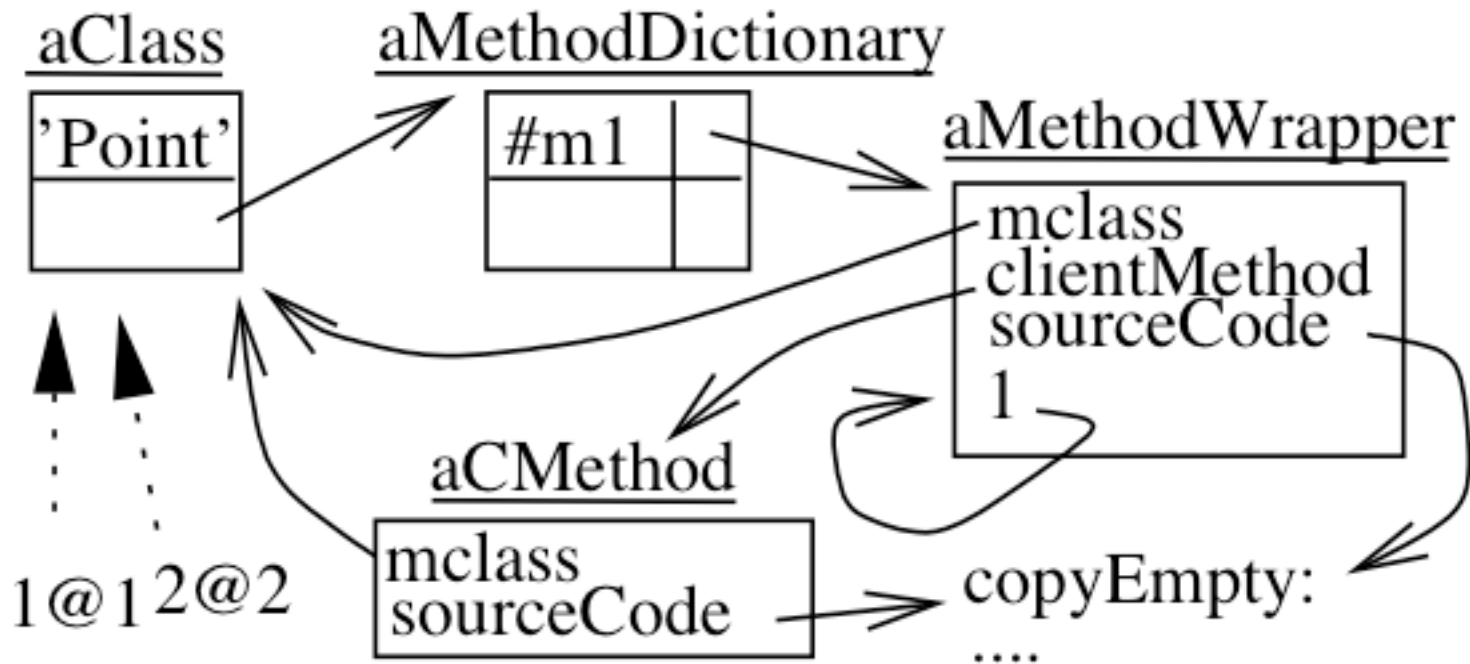 aClass
'Point'
aMethodDictionary
#m1
aMethodWrapper
mclass
clientMethod
sourceCode
1
aCMethod
mclass
sourceCode
copyEmpty:
....
1@1
2@2